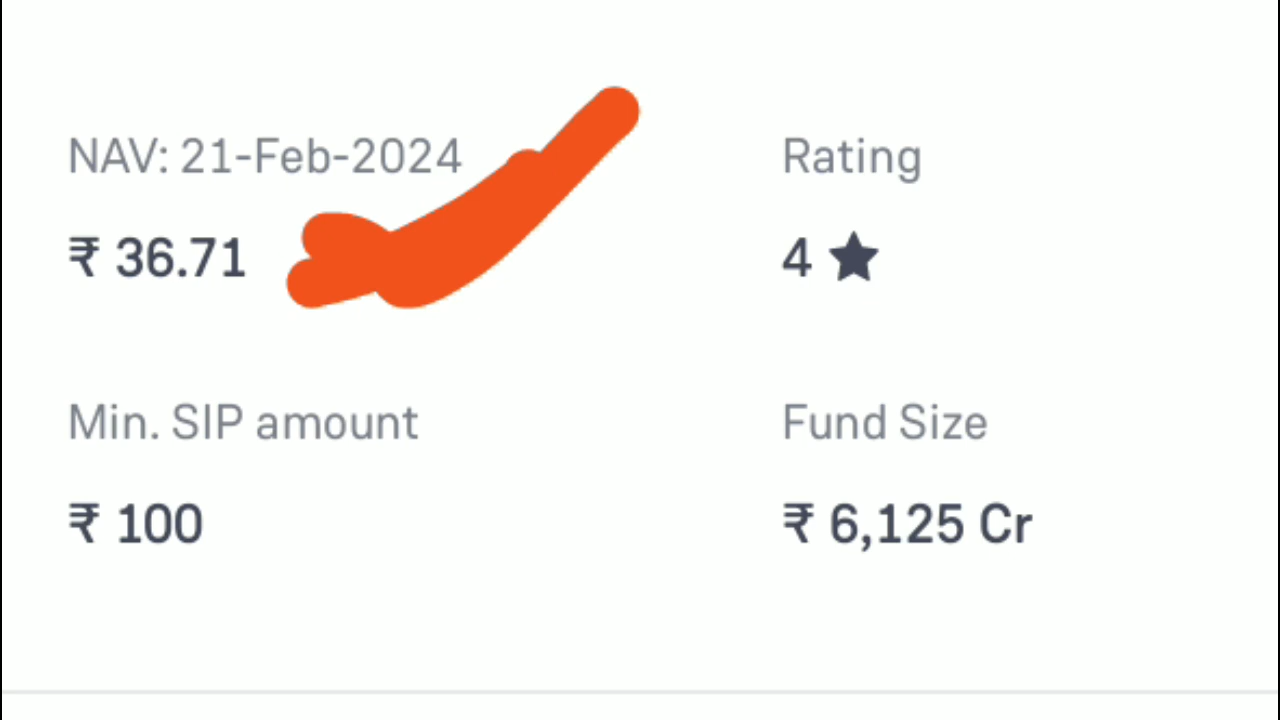 NAV: 21-Feb-2024
₹ 36.71
Rating
4 ★
Min. SIP amount
₹ 100
Fund Size
₹ 6,125 Cr